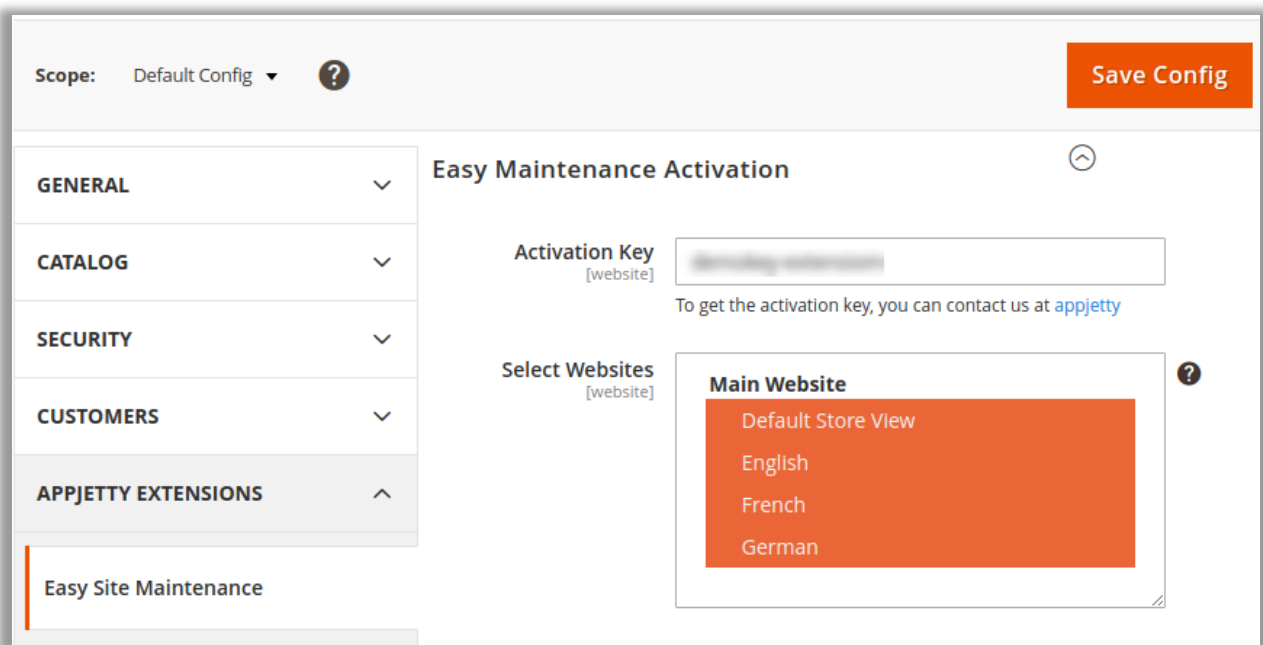 Scope: Default Config
Save Config
GENERAL
CATALOG
SECURITY
CUSTOMERS
APPJETTY EXTENSIONS
Easy Site Maintenance
Easy Maintenance Activation
Activation Key
[website]
To get the activation key, you can contact us at appjetty
Select Websites
[website]
Main Website
Default Store View
English
French
German